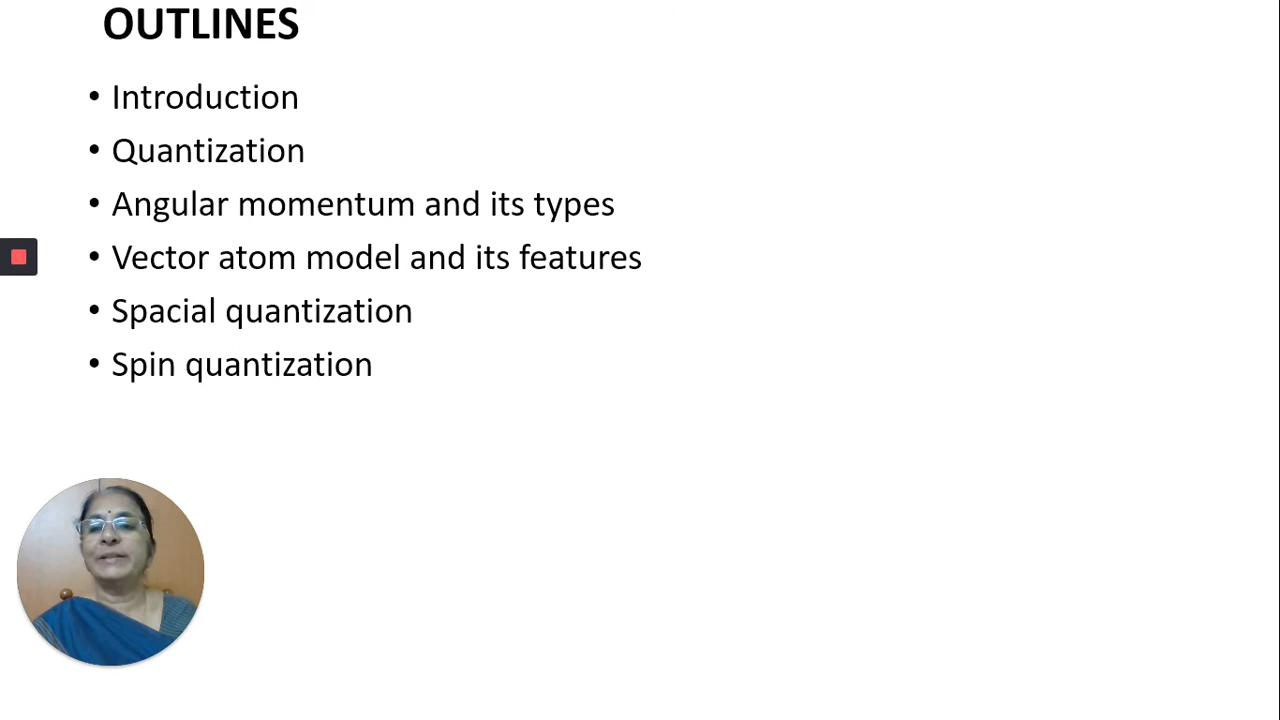 OUTLINES
• Introduction
• Quantization
• Angular momentum and its types
• Vector atom model and its features
• Spacial quantization
• Spin quantization